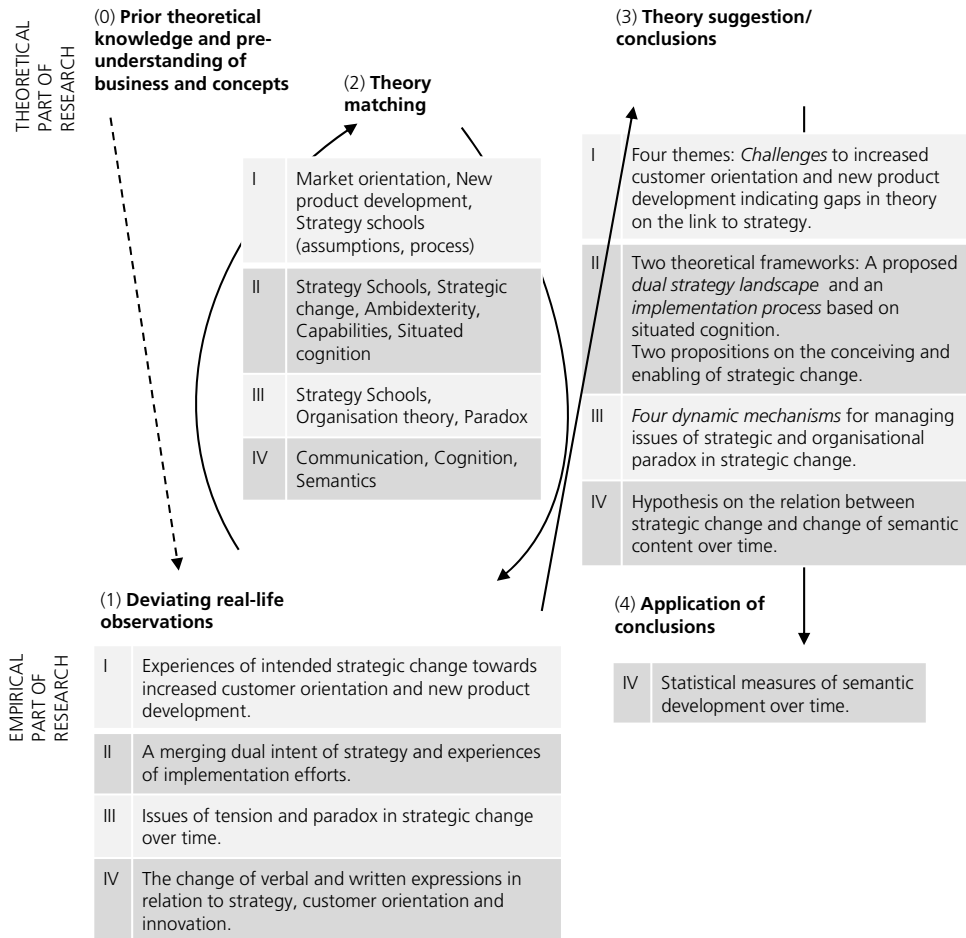 THEORETICAL
PART OF
RESEARCH
(0) Prior theoretical
knowledge and pre-
understanding of
business and concepts
(2) Theory
matching
I Market orientation, New
product development,
Strategy schools
(assumptions, process)
II Strategy Schools, Strategic
change, Ambidexterity,
Capabilities, Situated
cognition
III Strategy Schools,
Organisation theory, Paradox
IV Communication, Cognition,
Semantics
(3) Theory suggestion/
conclusions
I Four themes: Challenges to increased
customer orientation and new product
development indicating gaps in theory
on the link to strategy.
II Two theoretical frameworks: A proposed
dual strategy landscape and an
implementation process based on
situated cognition.
Two propositions on the conceiving and
enabling of strategic change.
III Four dynamic mechanisms for managing
issues of strategic and organisational
paradox in strategic change.
IV Hypothesis on the relation between
strategic change and change of semantic
content over time.
EMPIRICAL
PART OF
RESEARCH
(1) Deviating real-life
observations
I Experiences of intended strategic change towards
increased customer orientation and new product
development.
II A merging dual intent of strategy and experiences
of implementation efforts.
III Issues of tension and paradox in strategic change
over time.
IV The change of verbal and written expressions in
relation to strategy, customer orientation and
innovation.
(4) Application of
conclusions
IV Statistical measures of semantic
development over time.